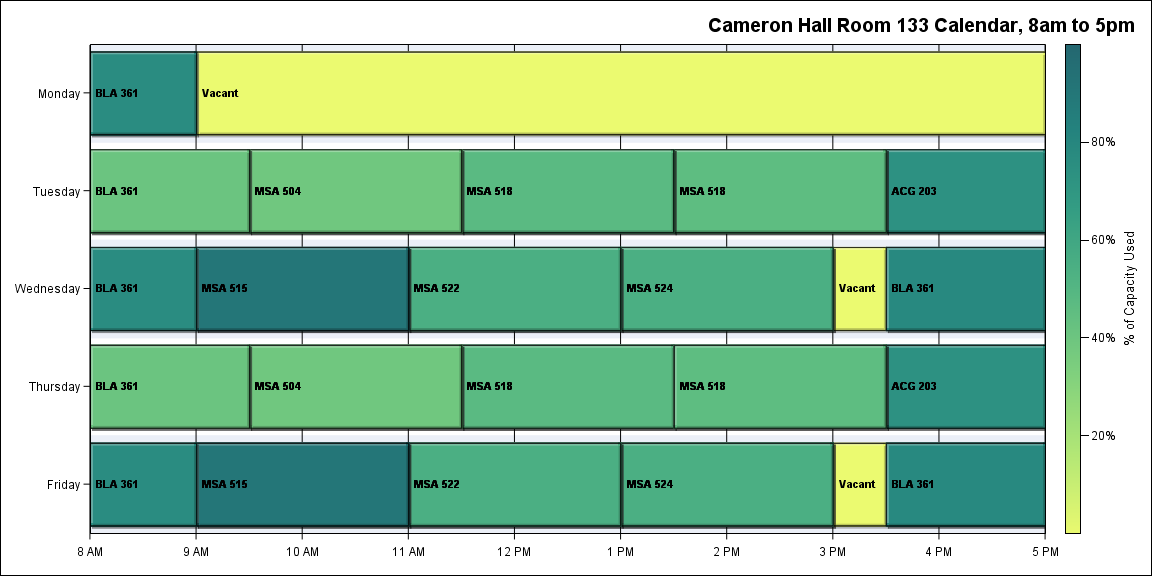 Cameron Hall Room 133 Calendar, 8am to 5pm
Monday
BLA 361
Vacant
Tuesday
BLA 361
MSA 504
MSA 518
MSA 518
ACG 203
Wednesday
BLA 361
MSA 515
MSA 522
MSA 524
Vacant
BLA 361
Thursday
BLA 361
MSA 504
MSA 518
MSA 518
ACG 203
Friday
BLA 361
MSA 515
MSA 522
MSA 524
Vacant
BLA 361
8 AM
9 AM
10 AM
11 AM
12 PM
1 PM
2 PM
3 PM
4 PM
5 PM
80%
60%
40%
20%
% of Capacity Used